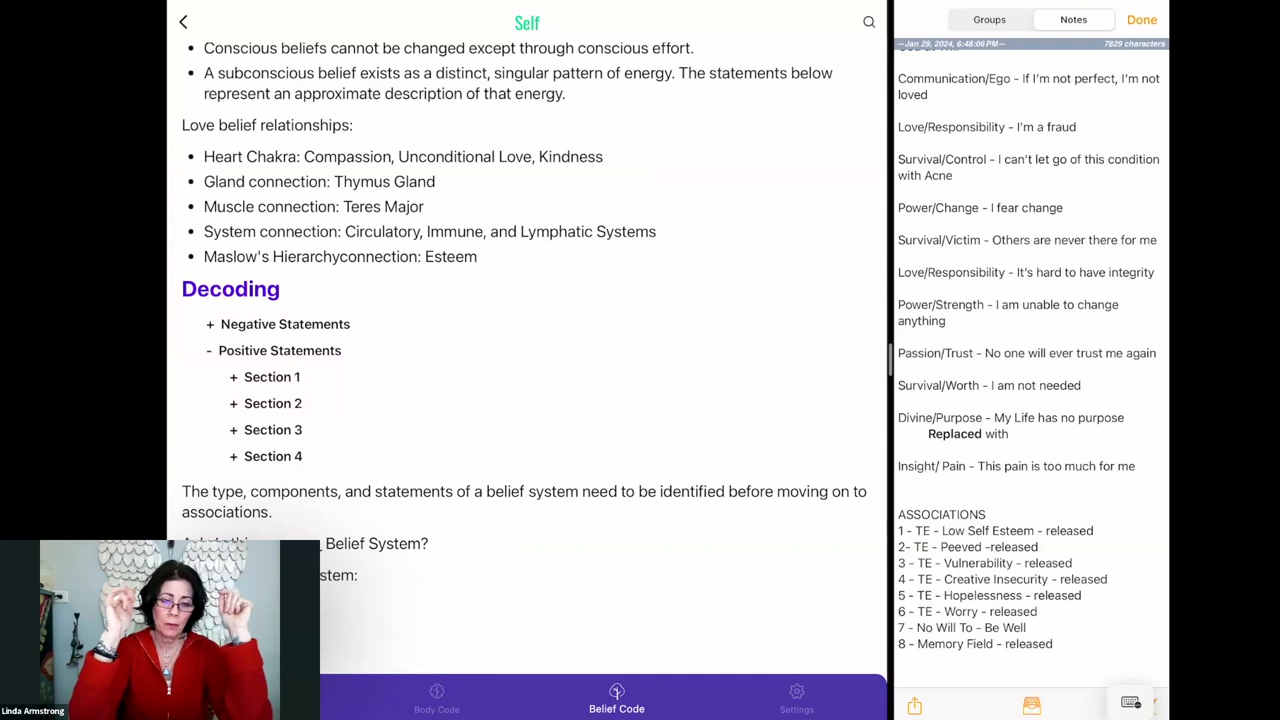 Self
Conscious beliefs cannot be changed except through conscious effort.
A subconscious belief exists as a distinct, singular pattern of energy. The statements below
represent an approximate description of that energy.
Love belief relationships:
Heart Chakra: Compassion, Unconditional Love, Kindness
Gland connection: Thymus Gland
Muscle connection: Teres Major
System connection: Circulatory, Immune, and Lymphatic Systems
Maslow's Hierarchyconnection: Esteem
Decoding
+ Negative Statements
- Positive Statements
+ Section 1
+ Section 2
+ Section 3
+ Section 4
The type, components, and statements of a belief system need to be identified before moving on to
associations.
Belief System?
stem:
Body Code
Belief Code
Settings
Linda Armstrong
Groups
Notes
Done
—Jan 29, 2024, 6:48:06 PM—
7829 characters
Communication/Ego - If I'm not perfect, I'm not
loved
Love/Responsibility - I'm a fraud
Survival/Control - I can't let go of this condition
with Acne
Power/Change - I fear change
Survival/Victim - Others are never there for me
Love/Responsibility - It's hard to have integrity
Power/Strength - I am unable to change
anything
Passion/Trust - No one will ever trust me again
Survival/Worth - I am not needed
Divine/Purpose - My Life has no purpose
Replaced with
Insight/ Pain - This pain is too much for me
ASSOCIATIONS
1 - TE - Low Self Esteem - released
2- TE - Peeved -released
3 - TE - Vulnerability - released
4 - TE - Creative Insecurity - released
5 - TE - Hopelessness - released
6 - TE - Worry - released
7 - No Will To - Be Well
8 - Memory Field - released